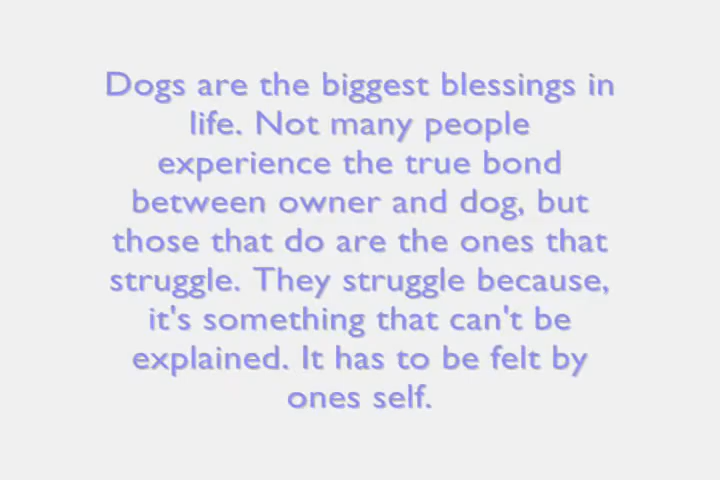 Dogs are the biggest blessings in
life. Not many people
experience the true bond
between owner and dog, but
those that do are the ones that
struggle. They struggle because,
it's something that can't be
explained. It has to be felt by
ones self.